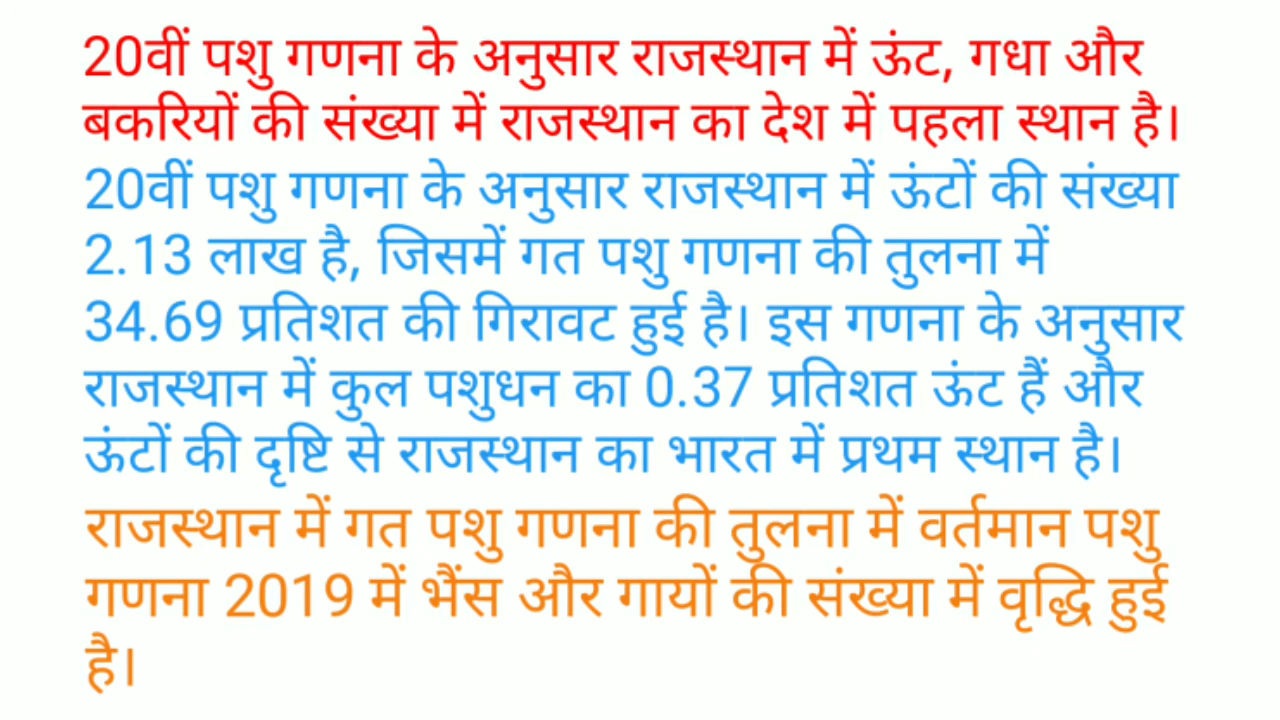 20वीं पशु गणना के अनुसार राजस्थान में ऊंट, गधा और
बकरियों की संख्या में राजस्थान का देश में पहला स्थान है।
20वीं पशु गणना के अनुसार राजस्थान में ऊंटों की संख्या
2.13 लाख है, जिसमें गत पशु गणना की तुलना में
34.69 प्रतिशत की गिरावट हुई है। इस गणना के अनुसार
राजस्थान में कुल पशुधन का 0.37 प्रतिशत ऊंट हैं और
ऊंटों की दृष्टि से राजस्थान का भारत में प्रथम स्थान है।
राजस्थान में गत पशु गणना की तुलना में वर्तमान पशु
गणना 2019 में भैंस और गायों की संख्या में वृद्धि हुई
है।